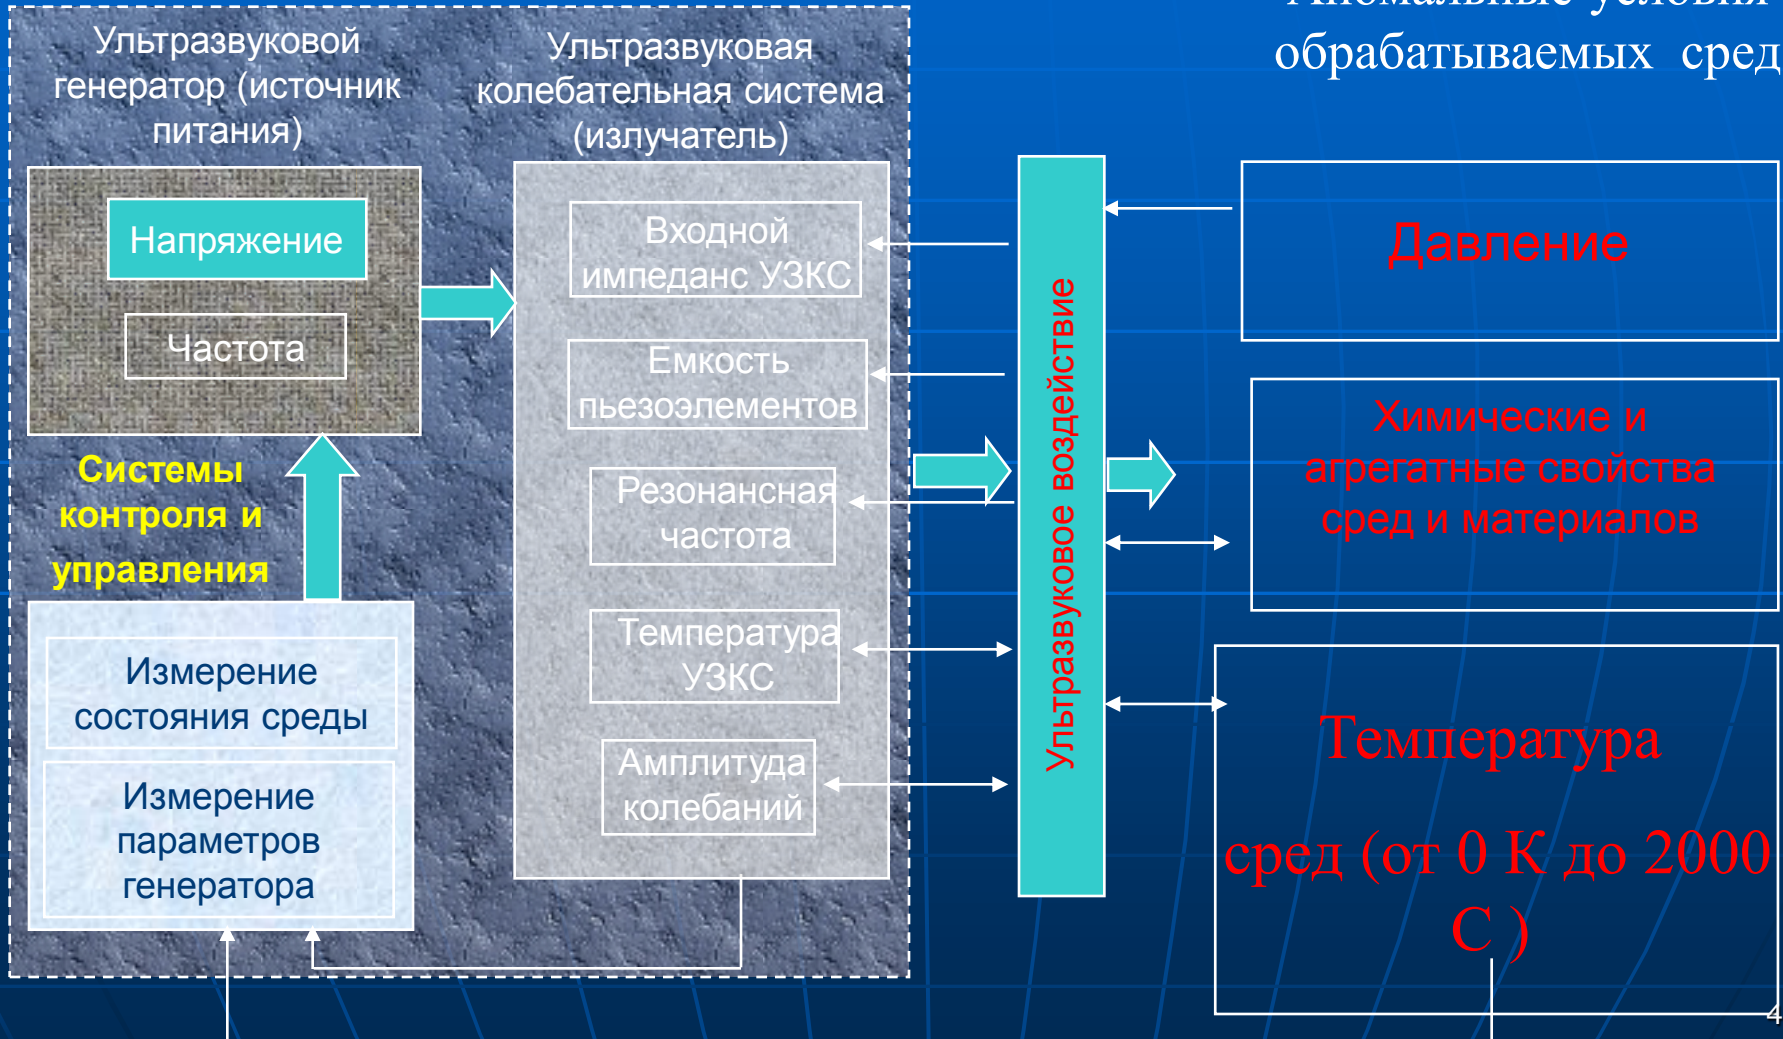 Ультразвуковой
генератор (источник
питания)
Напряжение
Частота
Системы
контроля и
управления
Измерение
состояния среды
Измерение
параметров
генератора
Ультразвуковая
колебательная система
(излучатель)
Входной
импеданс УЗКС
Емкость
пьезоэлементов
Резонансная
частота
Температура
УЗКС
Амплитуда
колебаний
Ультразвуковое воздействие
Аномальные условия
обрабатываемых сред
Давление
Химические и
агрегатные свойства
сред и материалов
Температура
сред (от 0 К до 2000
С )
4